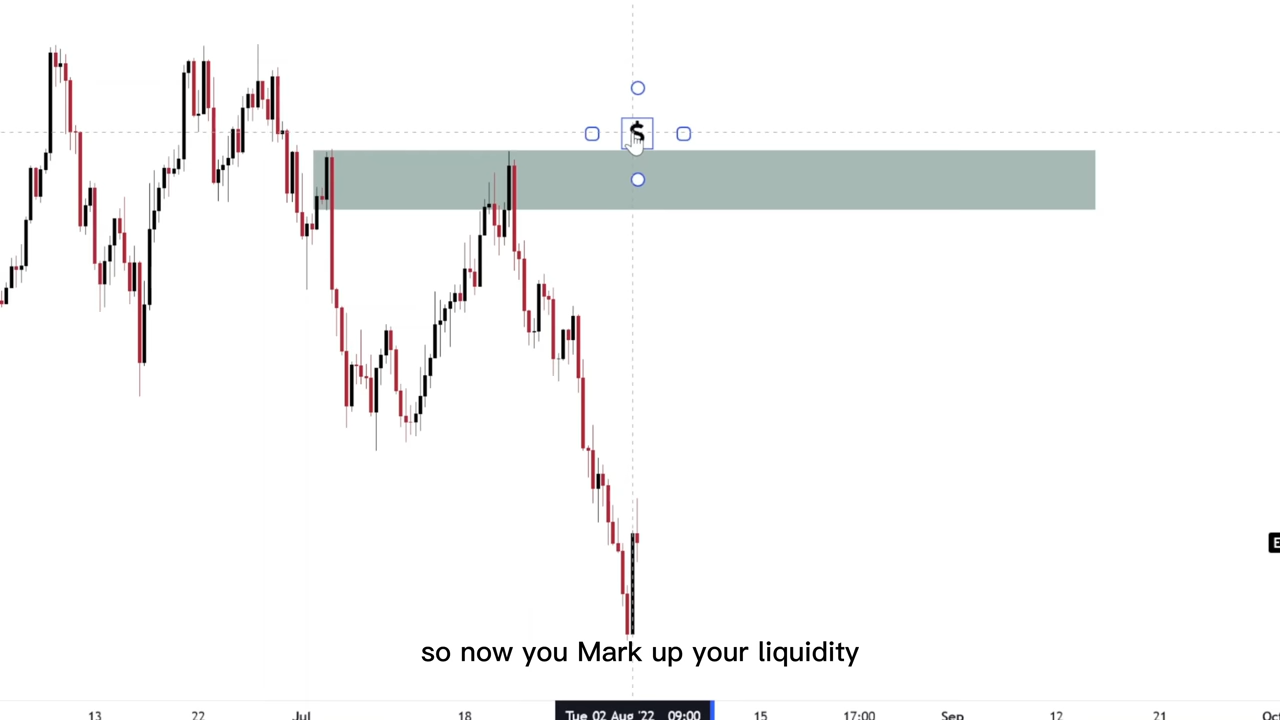 $
E
so now you Mark up your liquidity
13 22 Jul 18 Tue 02 Aug '22 09:00 15 17:00 Sep 12 21 Oct